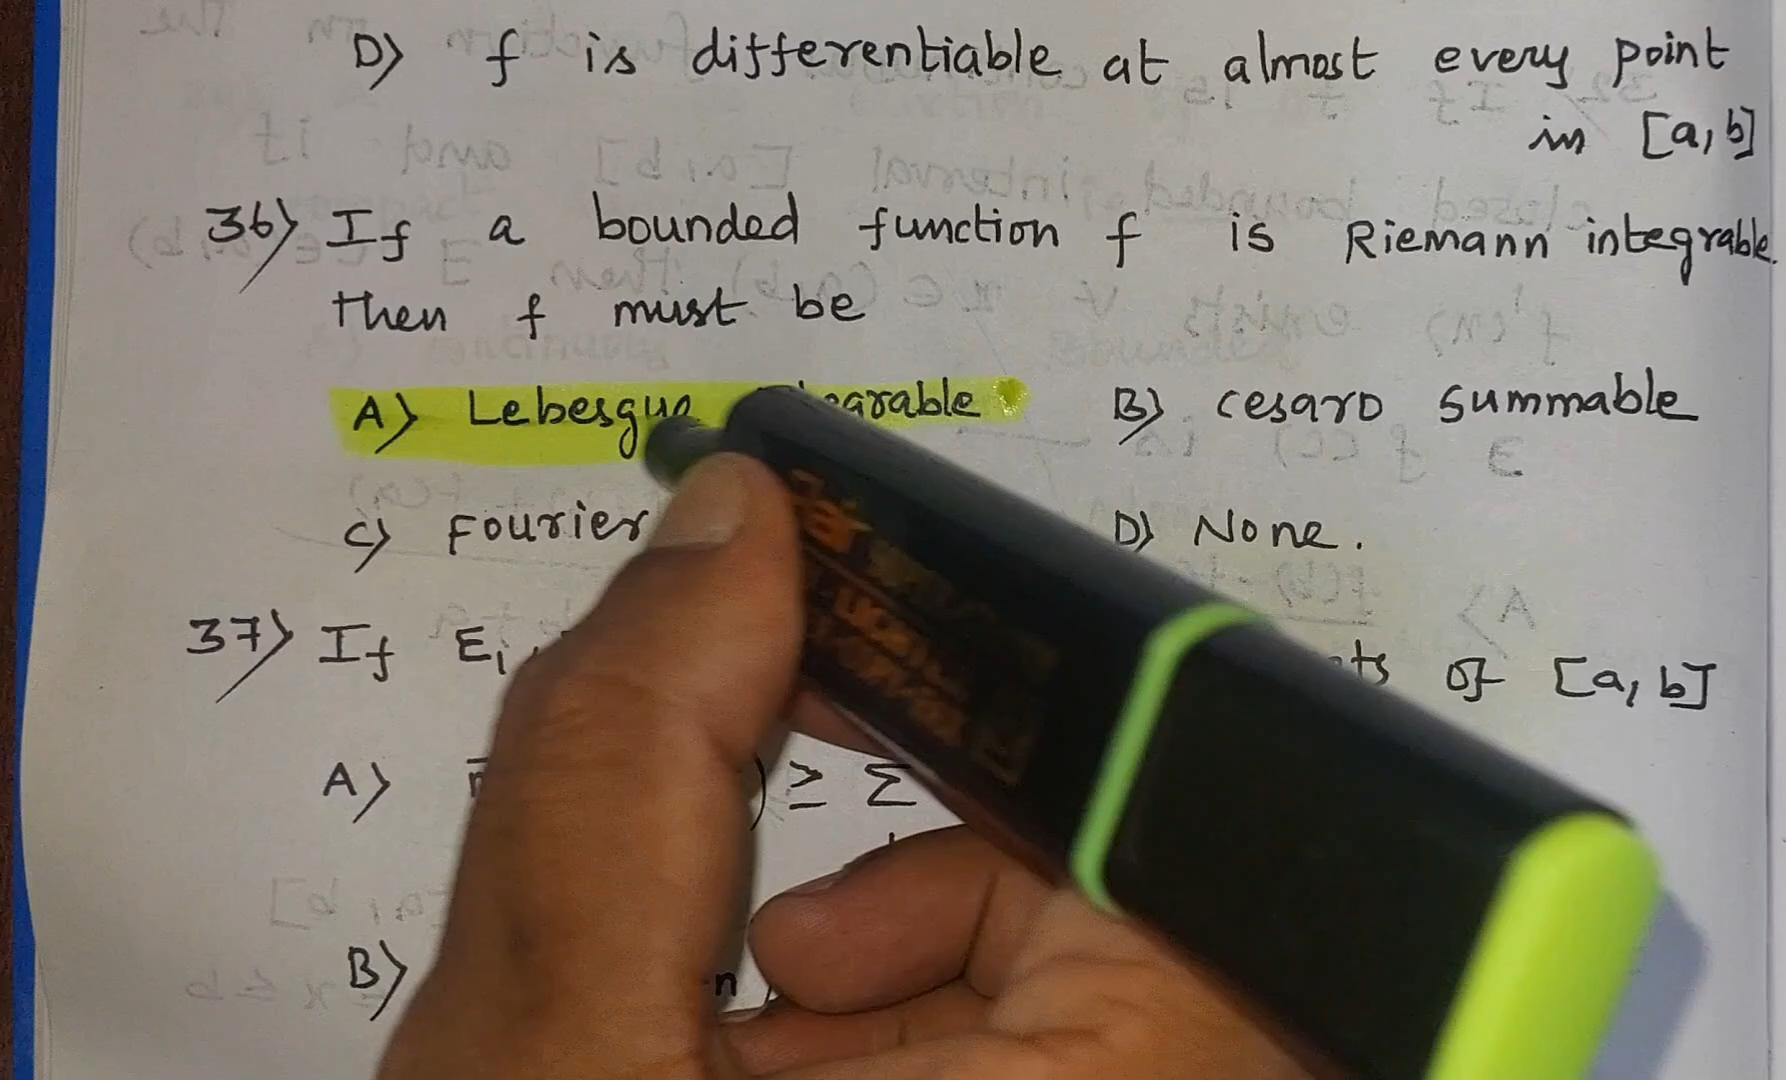 D) f is differentiable at almost every point
in [a, b]
36) If a bounded function f is Riemann integrable.
then f must be
A) Lebesgue
B) cesaro summable
C) Fourier
D) None.
37) If Ei of [a, b]
A) ) ≥ Σ
B) n